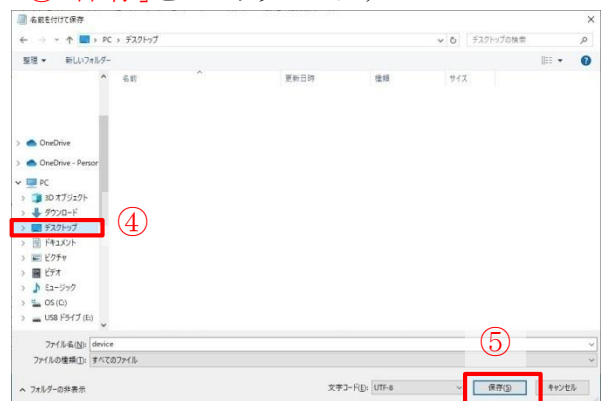 名前を付けて保存
PC › デスクトップ
デスクトップの検索
整理 新しいフォルダー
名前 更新日時 種類 サイズ
OneDrive
OneDrive - Person
PC
3D オブジェクト
ダウンロード
デスクトップ
④
ドキュメント
ピクチャ
ビデオ
ミュージック
OS (C:)
USB ドライブ (E:)
ファイル名(N): device
ファイルの種類(T): すべてのファイル
⑤
フォルダーの非表示
文字コード(E): UTF-8
保存(S) キャンセル